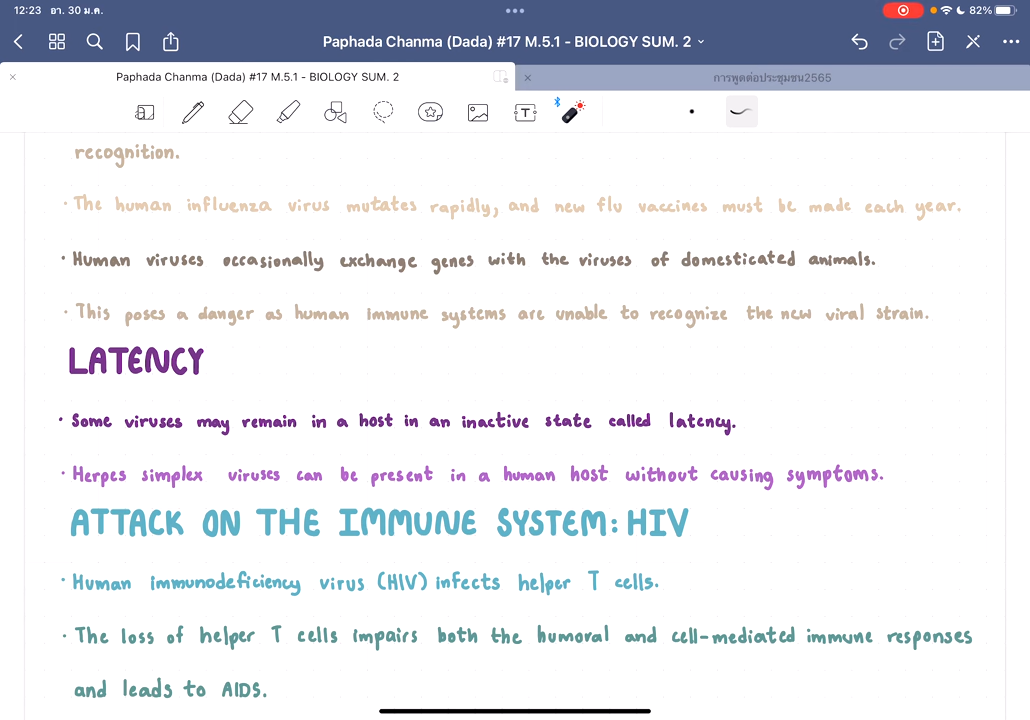 12:23 อา. 30 ม.ค.
82%
Paphada Chanma (Dada) #17 M.5.1 - BIOLOGY SUM. 2
Paphada Chanma (Dada) #17 M.5.1 - BIOLOGY SUM. 2
การพูดต่อประชุมชน2565
recognition.
· The human influenza virus mutates rapidly, and new flu vaccines must be made each year.
· Human viruses occasionally exchange genes with the viruses of domesticated animals.
· This poses a danger as human immune systems are unable to recognize the new viral strain.
LATENCY
· Some viruses may remain in a host in an inactive state called latency.
· Herpes simplex viruses can be present in a human host without causing symptoms.
ATTACK ON THE IMMUNE SYSTEM: HIV
· Human immunodeficiency virus (HIV) infects helper T cells.
· The loss of helper T cells impairs both the humoral and cell-mediated immune responses
and leads to AIDS.